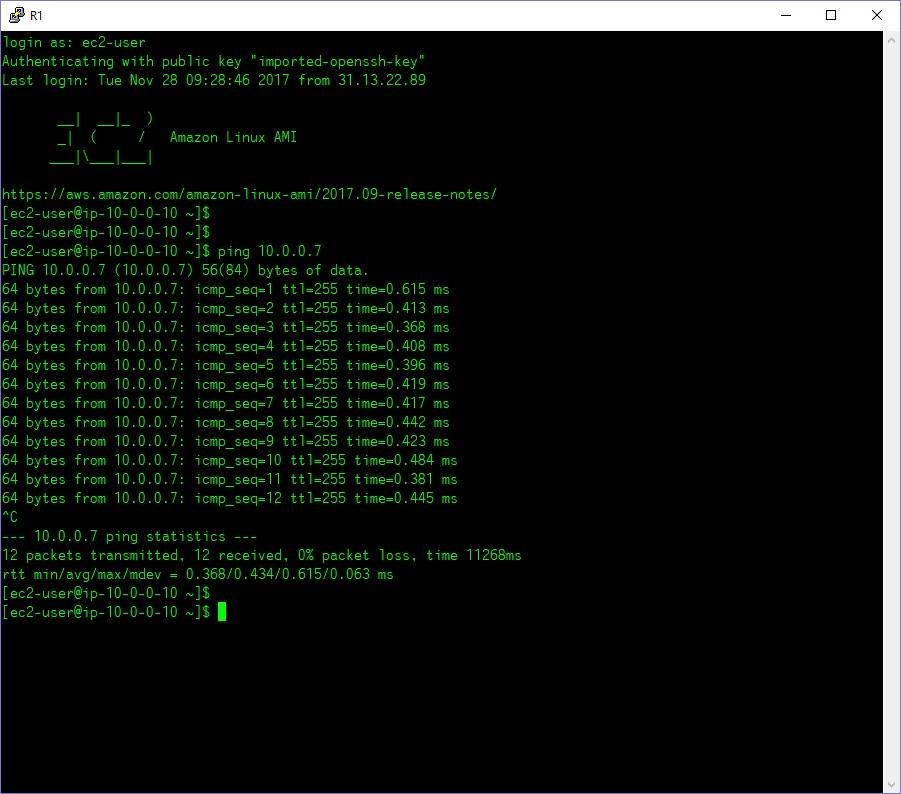 R1
login as: ec2-user
Authenticating with public key "imported-openssh-key"
Last login: Tue Nov 28 09:28:46 2017 from 31.13.22.89
       __|  __|_  )
       _|  (     /   Amazon Linux AMI
      ___|\___|___|
https://aws.amazon.com/amazon-linux-ami/2017.09-release-notes/
[ec2-user@ip-10-0-0-10 ~]$
[ec2-user@ip-10-0-0-10 ~]$
[ec2-user@ip-10-0-0-10 ~]$ ping 10.0.0.7
PING 10.0.0.7 (10.0.0.7) 56(84) bytes of data.
64 bytes from 10.0.0.7: icmp_seq=1 ttl=255 time=0.615 ms
64 bytes from 10.0.0.7: icmp_seq=2 ttl=255 time=0.413 ms
64 bytes from 10.0.0.7: icmp_seq=3 ttl=255 time=0.368 ms
64 bytes from 10.0.0.7: icmp_seq=4 ttl=255 time=0.408 ms
64 bytes from 10.0.0.7: icmp_seq=5 ttl=255 time=0.396 ms
64 bytes from 10.0.0.7: icmp_seq=6 ttl=255 time=0.419 ms
64 bytes from 10.0.0.7: icmp_seq=7 ttl=255 time=0.417 ms
64 bytes from 10.0.0.7: icmp_seq=8 ttl=255 time=0.442 ms
64 bytes from 10.0.0.7: icmp_seq=9 ttl=255 time=0.423 ms
64 bytes from 10.0.0.7: icmp_seq=10 ttl=255 time=0.484 ms
64 bytes from 10.0.0.7: icmp_seq=11 ttl=255 time=0.381 ms
64 bytes from 10.0.0.7: icmp_seq=12 ttl=255 time=0.445 ms
^C
--- 10.0.0.7 ping statistics ---
12 packets transmitted, 12 received, 0% packet loss, time 11268ms
rtt min/avg/max/mdev = 0.368/0.434/0.615/0.063 ms
[ec2-user@ip-10-0-0-10 ~]$
[ec2-user@ip-10-0-0-10 ~]$